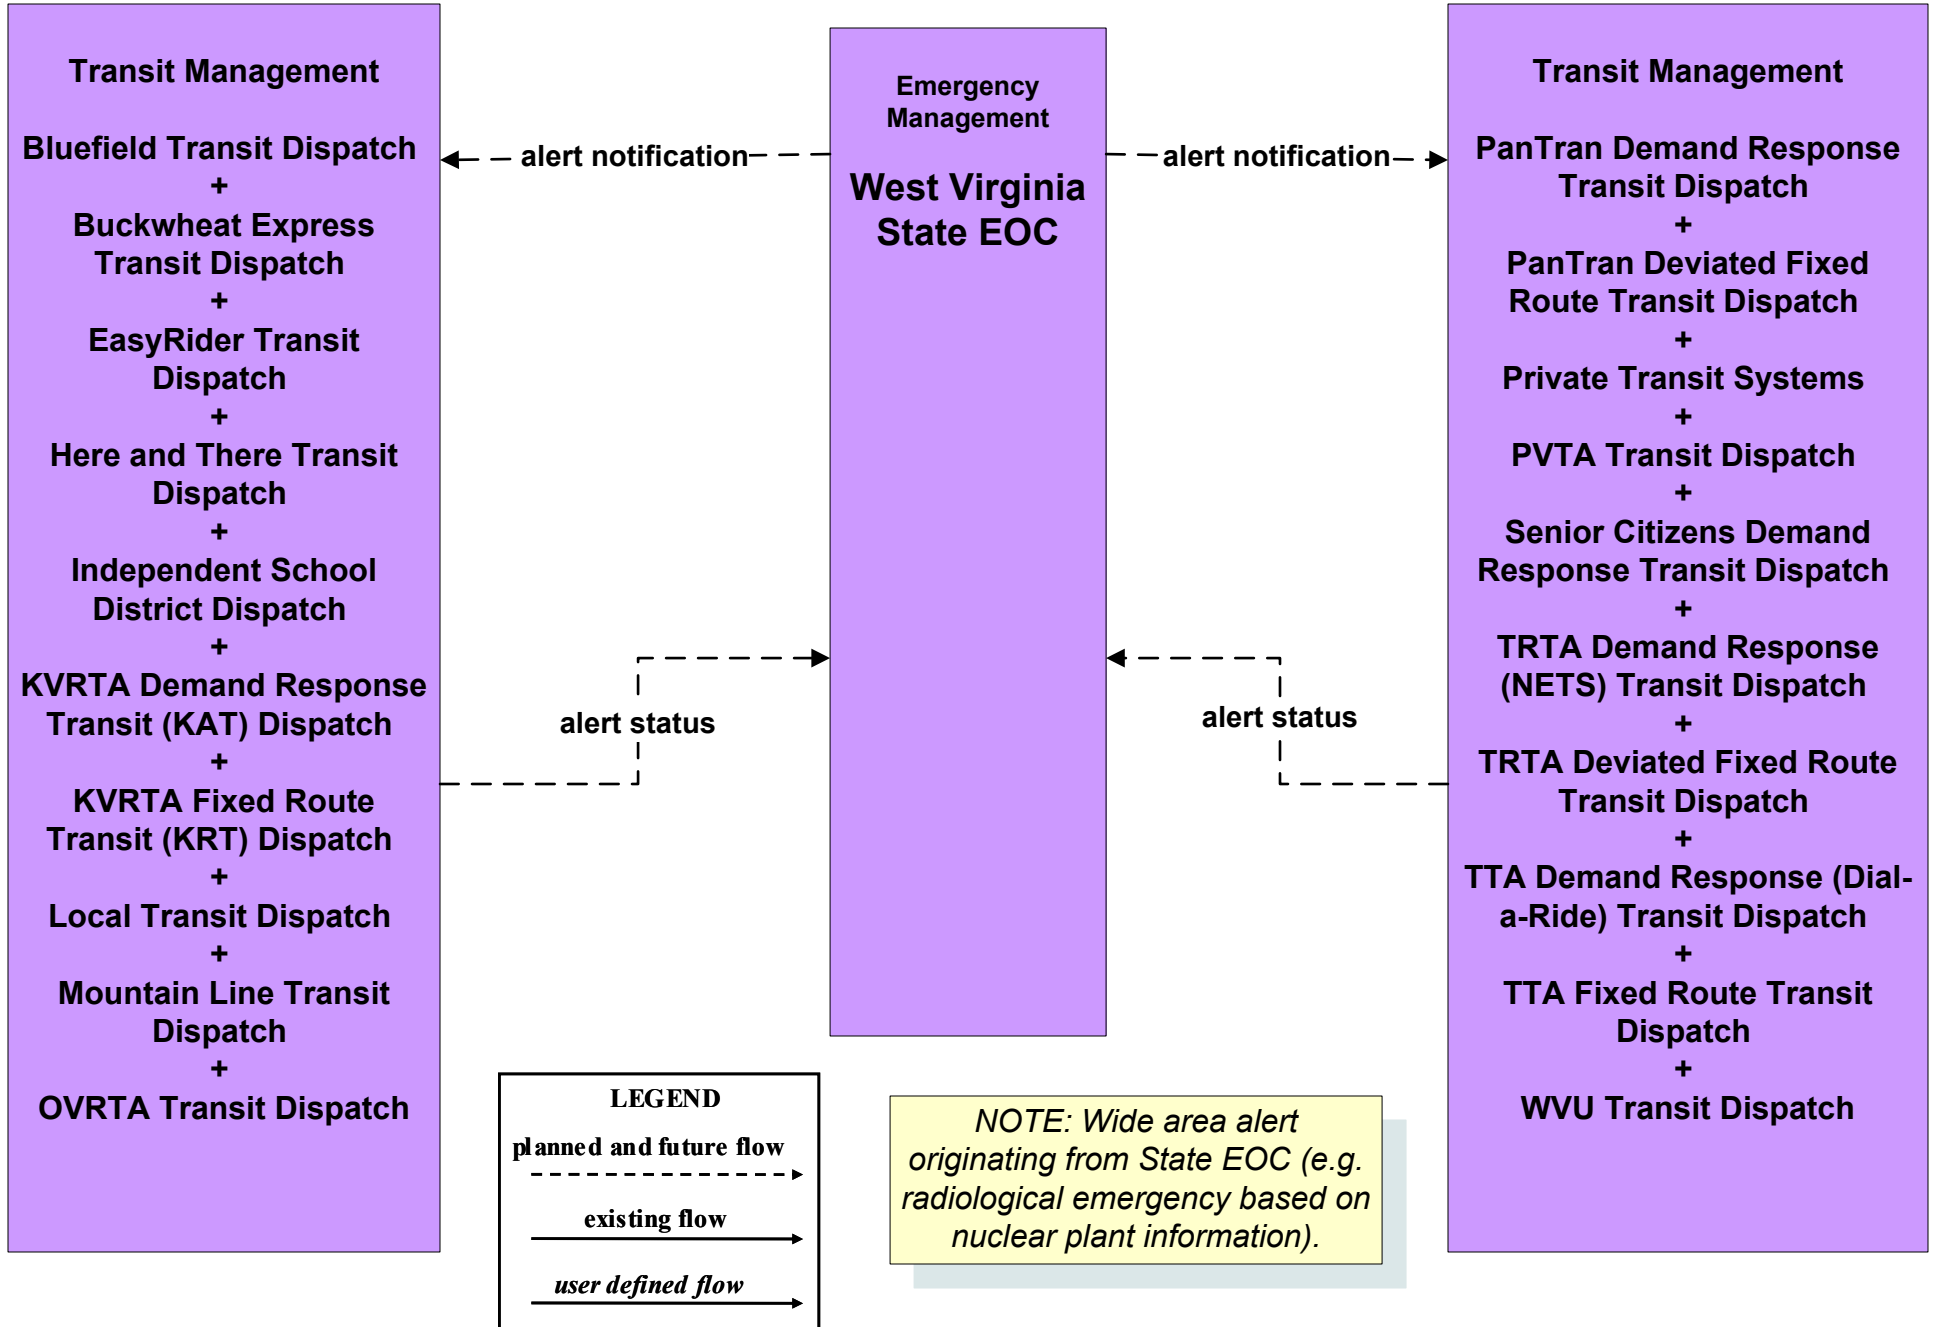 Transit Management
Bluefield Transit Dispatch
+
Buckwheat Express
Transit Dispatch
+
EasyRider Transit
Dispatch
+
Here and There Transit
Dispatch
+
Independent School
District Dispatch
+
KVRTA Demand Response
Transit (KAT) Dispatch
+
KVRTA Fixed Route
Transit (KRT) Dispatch
+
Local Transit Dispatch
+
Mountain Line Transit
Dispatch
+
OVRTA Transit Dispatch
alert notification
alert status
Emergency
Management
West Virginia
State EOC
alert notification
alert status
Transit Management
PanTran Demand Response
Transit Dispatch
+
PanTran Deviated Fixed
Route Transit Dispatch
+
Private Transit Systems
+
PVTA Transit Dispatch
+
Senior Citizens Demand
Response Transit Dispatch
+
TRTA Demand Response
(NETS) Transit Dispatch
+
TRTA Deviated Fixed Route
Transit Dispatch
+
TTA Demand Response (Dial-
a-Ride) Transit Dispatch
+
TTA Fixed Route Transit
Dispatch
+
WVU Transit Dispatch
LEGEND
planned and future flow
existing flow
user defined flow
NOTE: Wide area alert
originating from State EOC (e.g.
radiological emergency based on
nuclear plant information).